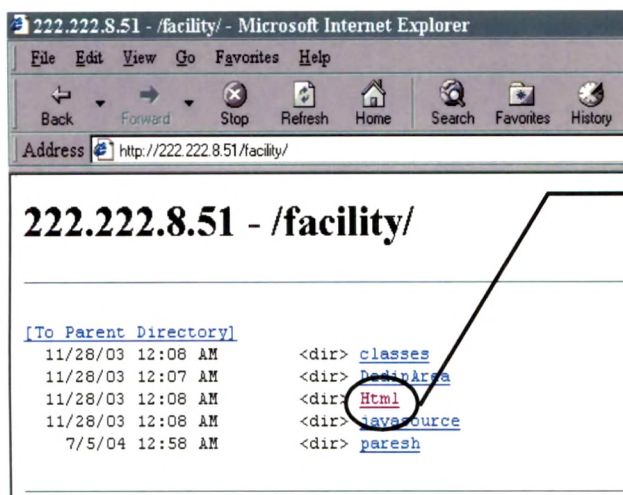 222.222.8.51 - /facility/ - Microsoft Internet Explorer
File Edit View Go Favorites Help
Back Forward Stop Refresh Home Search Favorites History
Address http://222.222.8.51/facility/
222.222.8.51 - /facility/
[To Parent Directory]
11/28/03 12:08 AM <dir> classes
11/28/03 12:07 AM <dir> DedipArea
11/28/03 12:08 AM <dir> Html
11/28/03 12:08 AM <dir> javasource
7/5/04 12:58 AM <dir> paresh